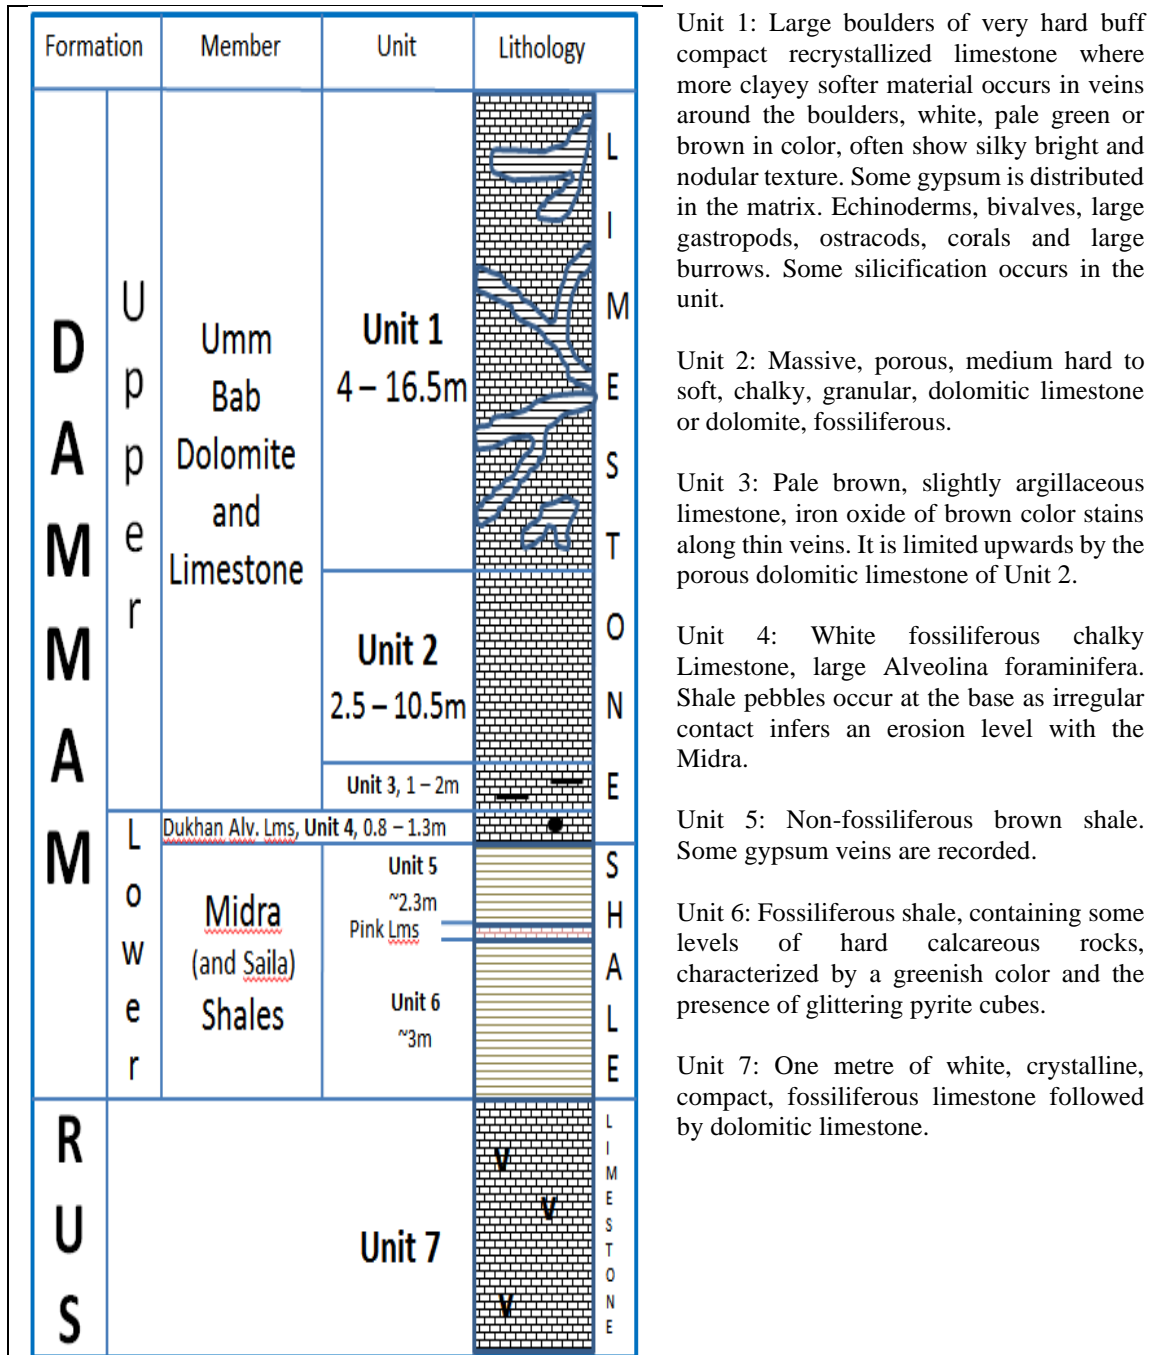 Formation Member Unit Lithology
DAMMAM
Upper
Umm
Bab
Dolomite
and
Limestone
Unit 1
4 – 16.5m
LIMESTONE
Unit 2
2.5 – 10.5m
Unit 3, 1 – 2m
Lower
Dukhan Alv. Lms, Unit 4, 0.8 – 1.3m
Midra
(and Saila)
Shales
Unit 5
~2.3m
Pink Lms
Unit 6
~3m
SHALE
RUS
Unit 7
V
V
V
LIMESTONE
Unit 1: Large boulders of very hard buff
compact recrystallized limestone where
more clayey softer material occurs in veins
around the boulders, white, pale green or
brown in color, often show silky bright and
nodular texture. Some gypsum is distributed
in the matrix. Echinoderms, bivalves, large
gastropods, ostracods, corals and large
burrows. Some silicification occurs in the
unit.
Unit 2: Massive, porous, medium hard to
soft, chalky, granular, dolomitic limestone
or dolomite, fossiliferous.
Unit 3: Pale brown, slightly argillaceous
limestone, iron oxide of brown color stains
along thin veins. It is limited upwards by the
porous dolomitic limestone of Unit 2.
Unit 4: White fossiliferous chalky
Limestone, large Alveolina foraminifera.
Shale pebbles occur at the base as irregular
contact infers an erosion level with the
Midra.
Unit 5: Non-fossiliferous brown shale.
Some gypsum veins are recorded.
Unit 6: Fossiliferous shale, containing some
levels of hard calcareous rocks,
characterized by a greenish color and the
presence of glittering pyrite cubes.
Unit 7: One metre of white, crystalline,
compact, fossiliferous limestone followed
by dolomitic limestone.